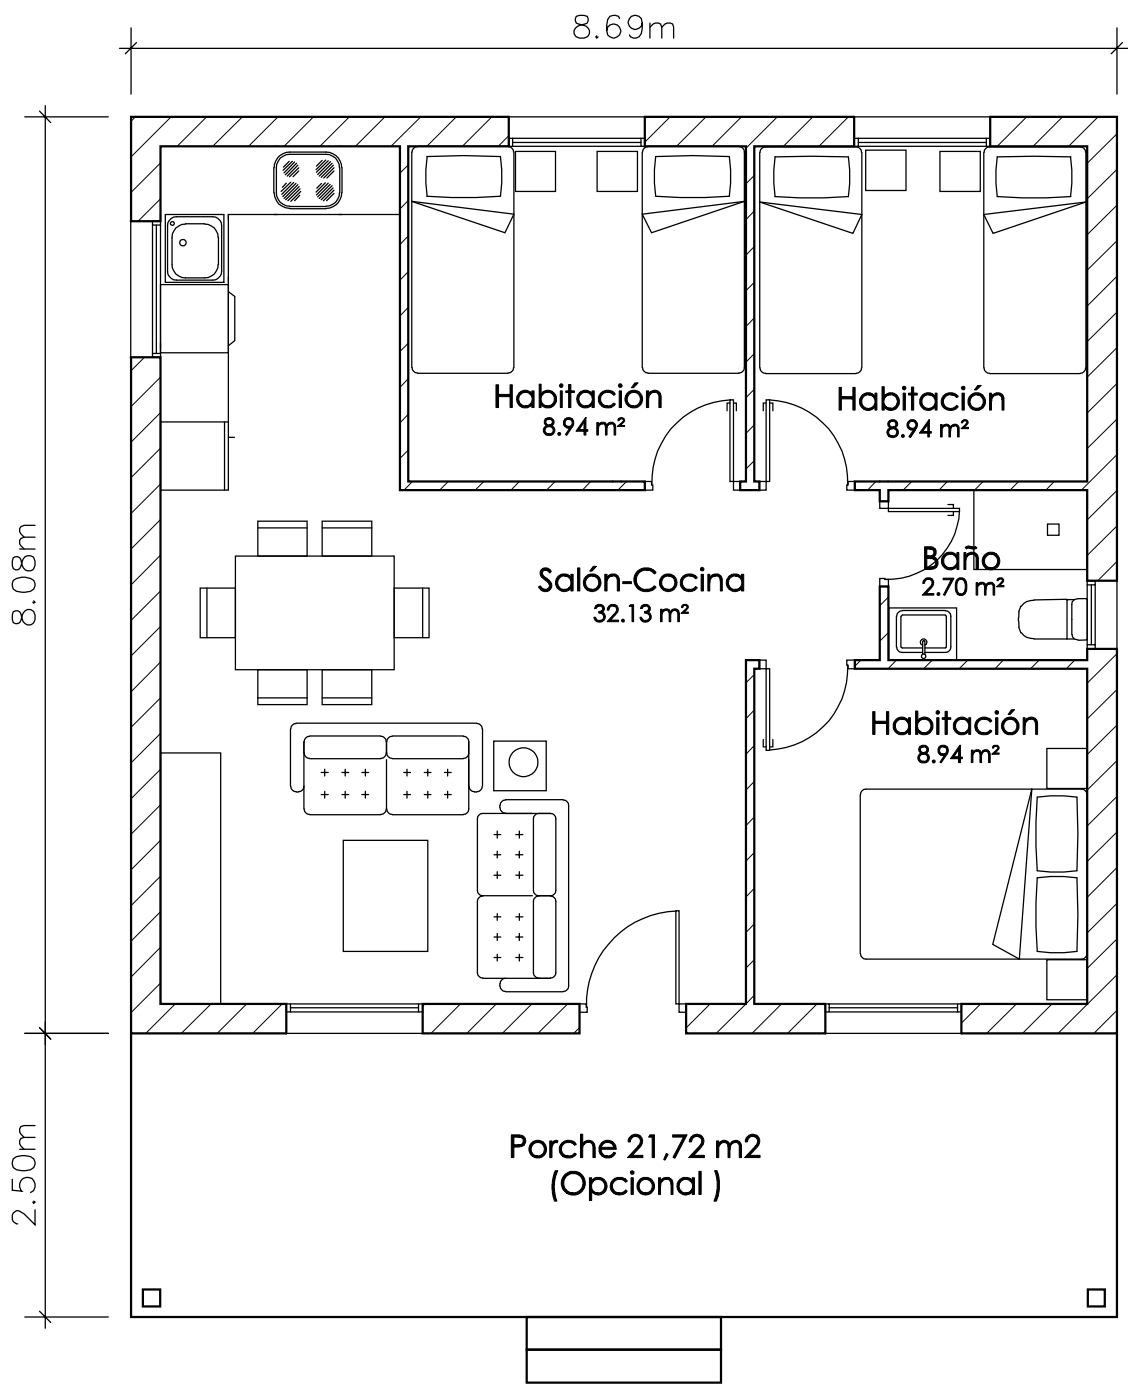 8.69m
Habitación
8.94 m²
Habitación
8.94 m²
8.08m
Baño
2.70 m²
Salón-Cocina
32.13 m²
Habitación
8.94 m²
2.50m
Porche 21,72 m2
(Opcional )